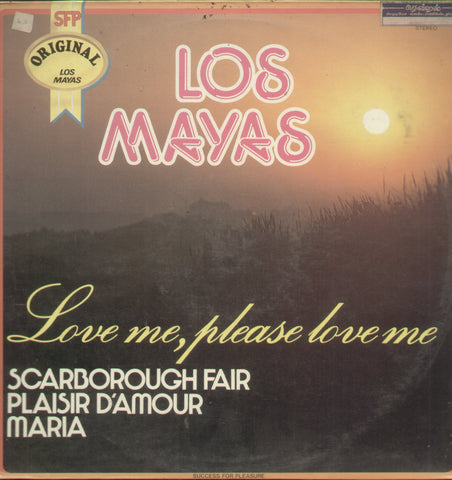 SFP
ORIGINAL
LOS
MAYAS
STEREO
LOS
MAYAS
Love me, please love me
SCARBOROUGH FAIR
PLAISIR D'AMOUR
MARIA
SUCCESS FOR PLEASURE